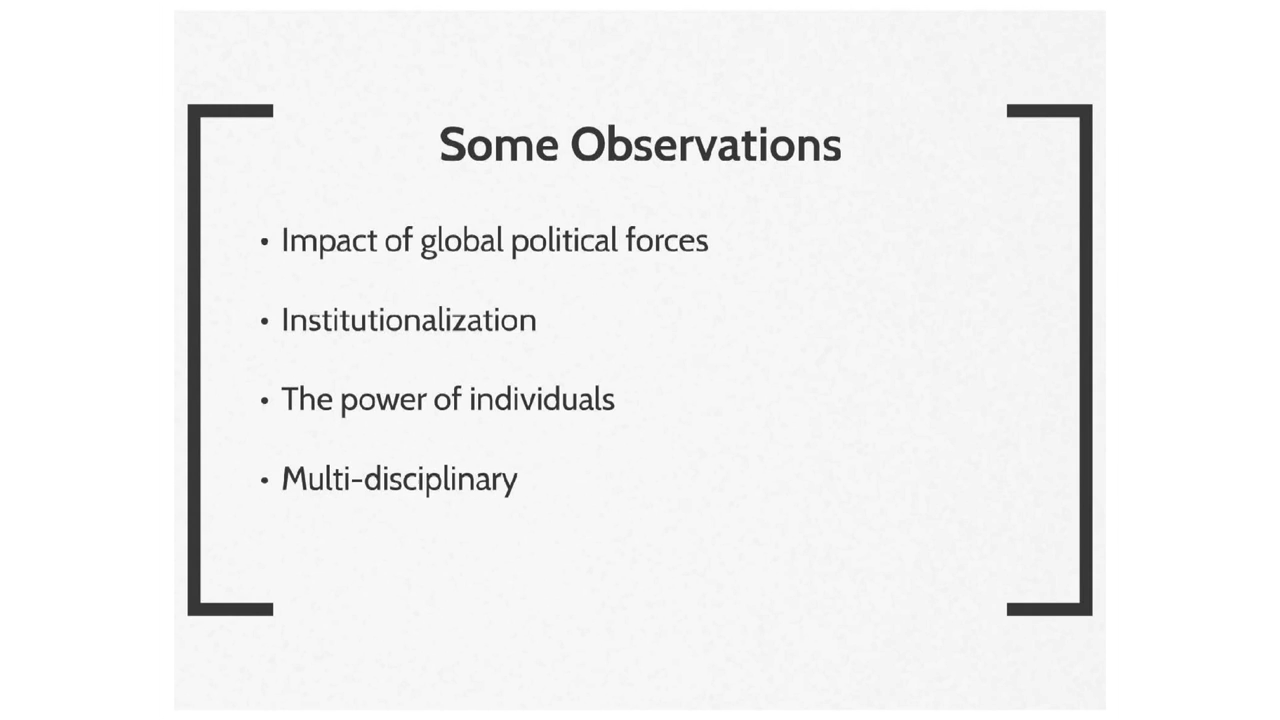 Some Observations
• Impact of global political forces
• Institutionalization
• The power of individuals
• Multi-disciplinary